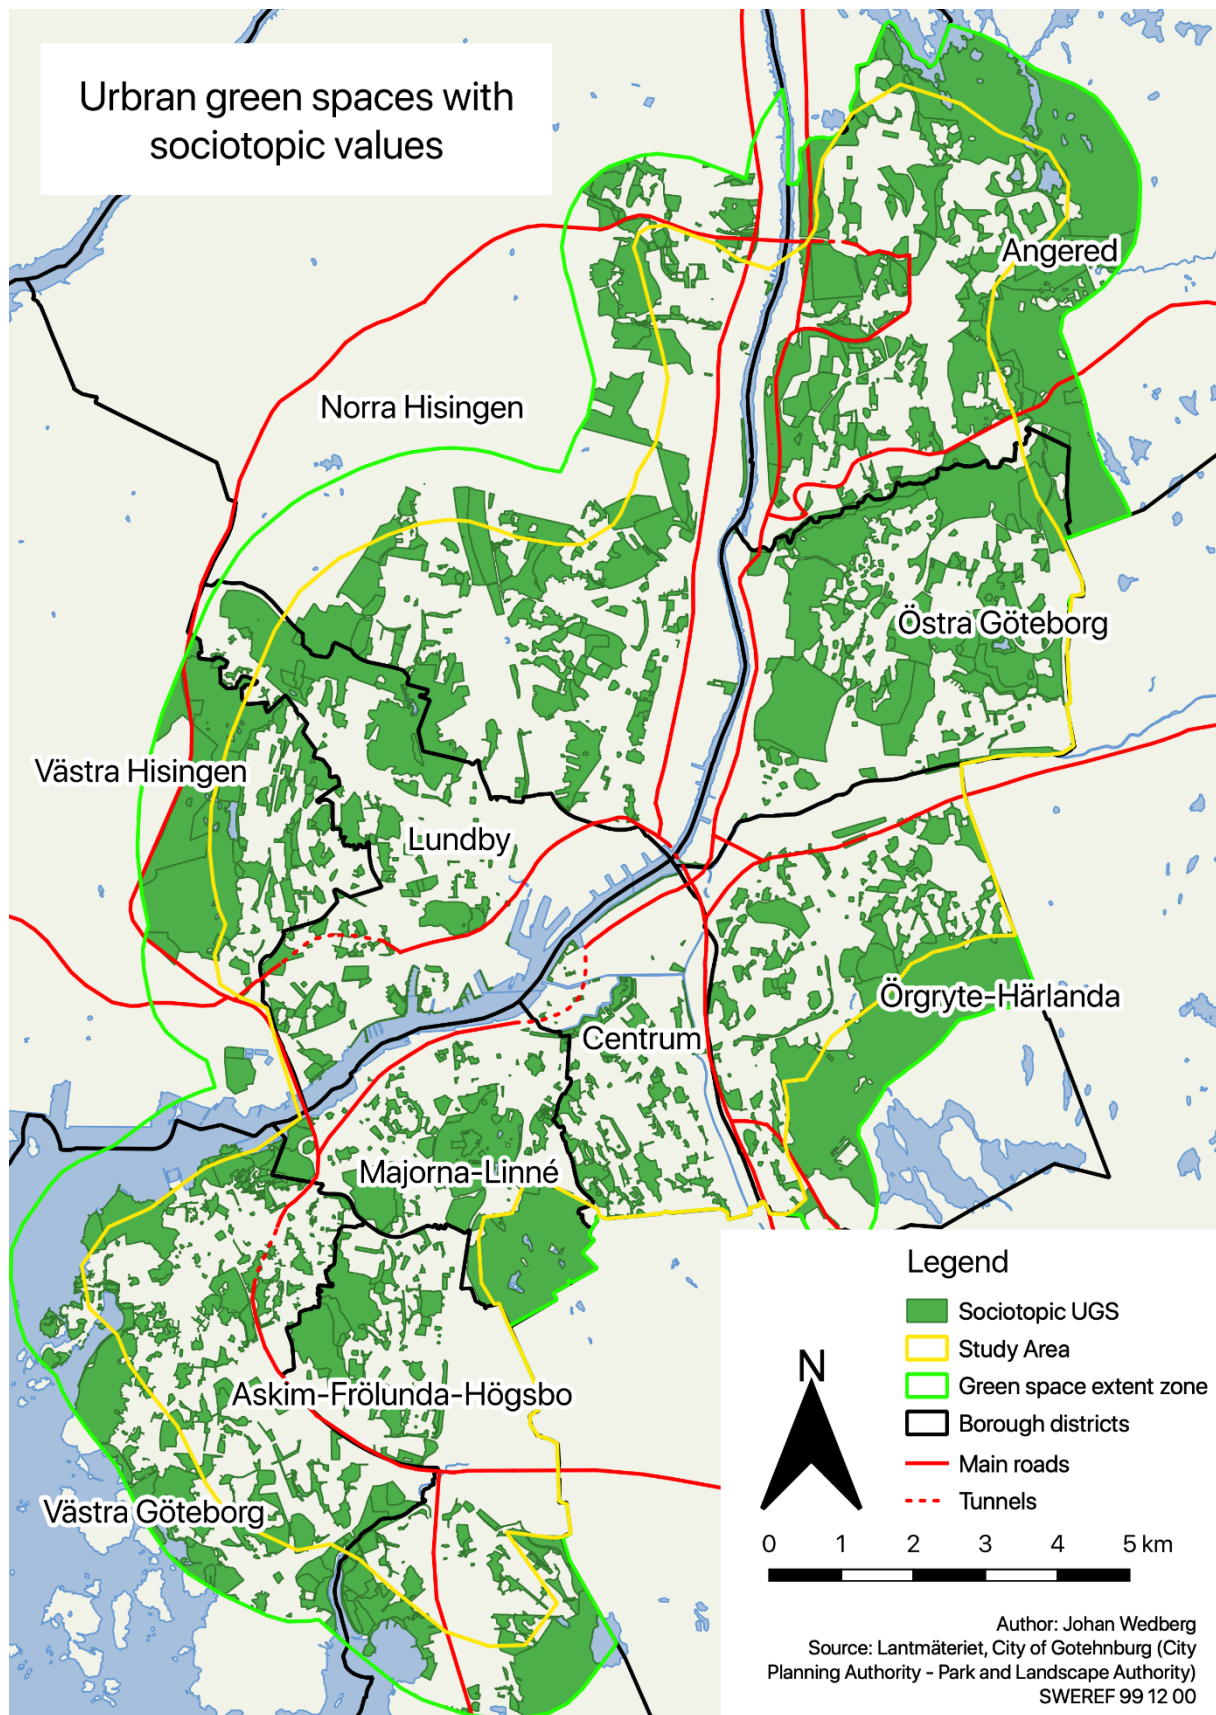 Urbran green spaces with
sociotopic values
Angered
Norra Hisingen
Östra Göteborg
Västra Hisingen
Lundby
Örgryte-Härlanda
Centrum
Majorna-Linné
Askim-Frölunda-Högsbo
Västra Göteborg
Legend
Sociotopic UGS
Study Area
Green space extent zone
Borough districts
Main roads
Tunnels
N
0 1 2 3 4 5 km
Author: Johan Wedberg
Source: Lantmäteriet, City of Gotehnburg (City
Planning Authority - Park and Landscape Authority)
SWEREF 99 12 00